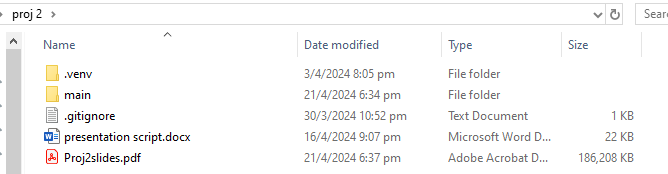 proj 2
Sear
Name Date modified Type Size
.venv 3/4/2024 8:05 pm File folder
main 21/4/2024 6:34 pm File folder
.gitignore 30/3/2024 10:52 pm Text Document 1 KB
presentation script.docx 16/4/2024 9:07 pm Microsoft Word D... 22 KB
Proj2slides.pdf 21/4/2024 6:37 pm Adobe Acrobat D... 186,208 KB